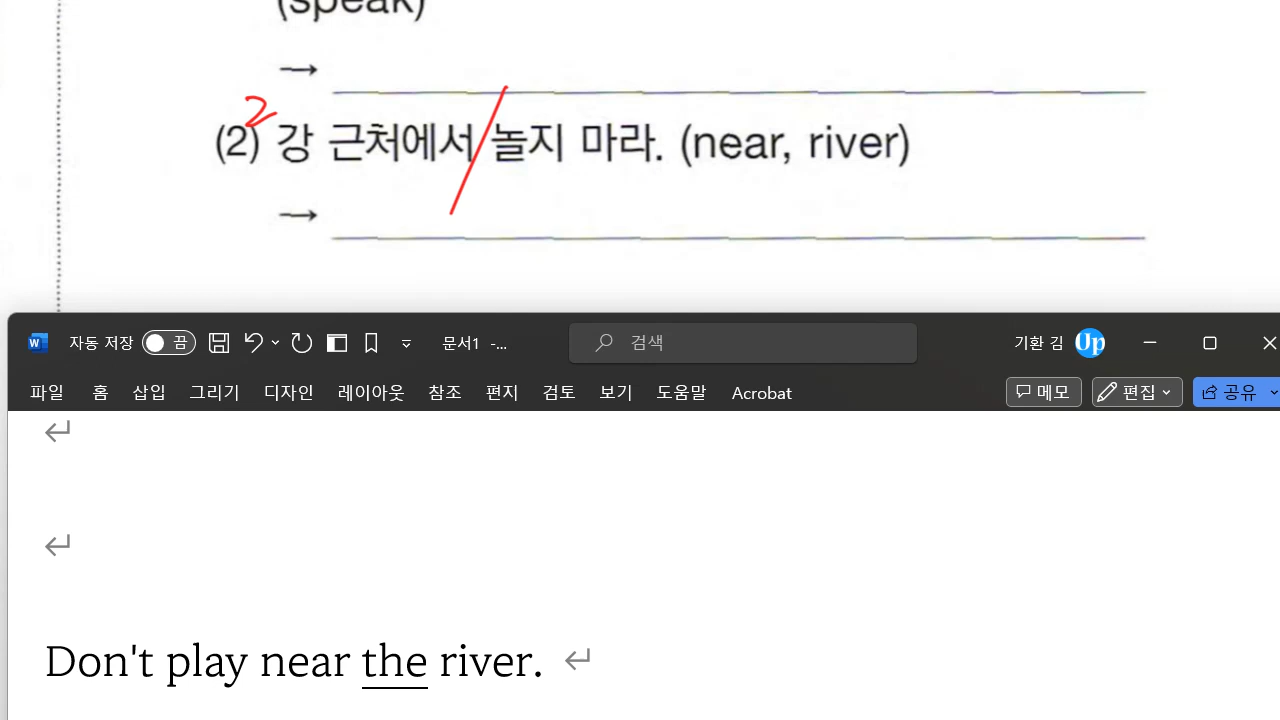 (speak)
→
2
(2) 강 근처에서 / 놀지 마라. (near, river)
→
W 자동 저장 끔 문서1 -... 검색 기환 김 Up
파일 홈 삽입 그리기 디자인 레이아웃 참조 편지 검토 보기 도움말 Acrobat 메모 편집 공유
↵
↵
Don't play near the river. ↵